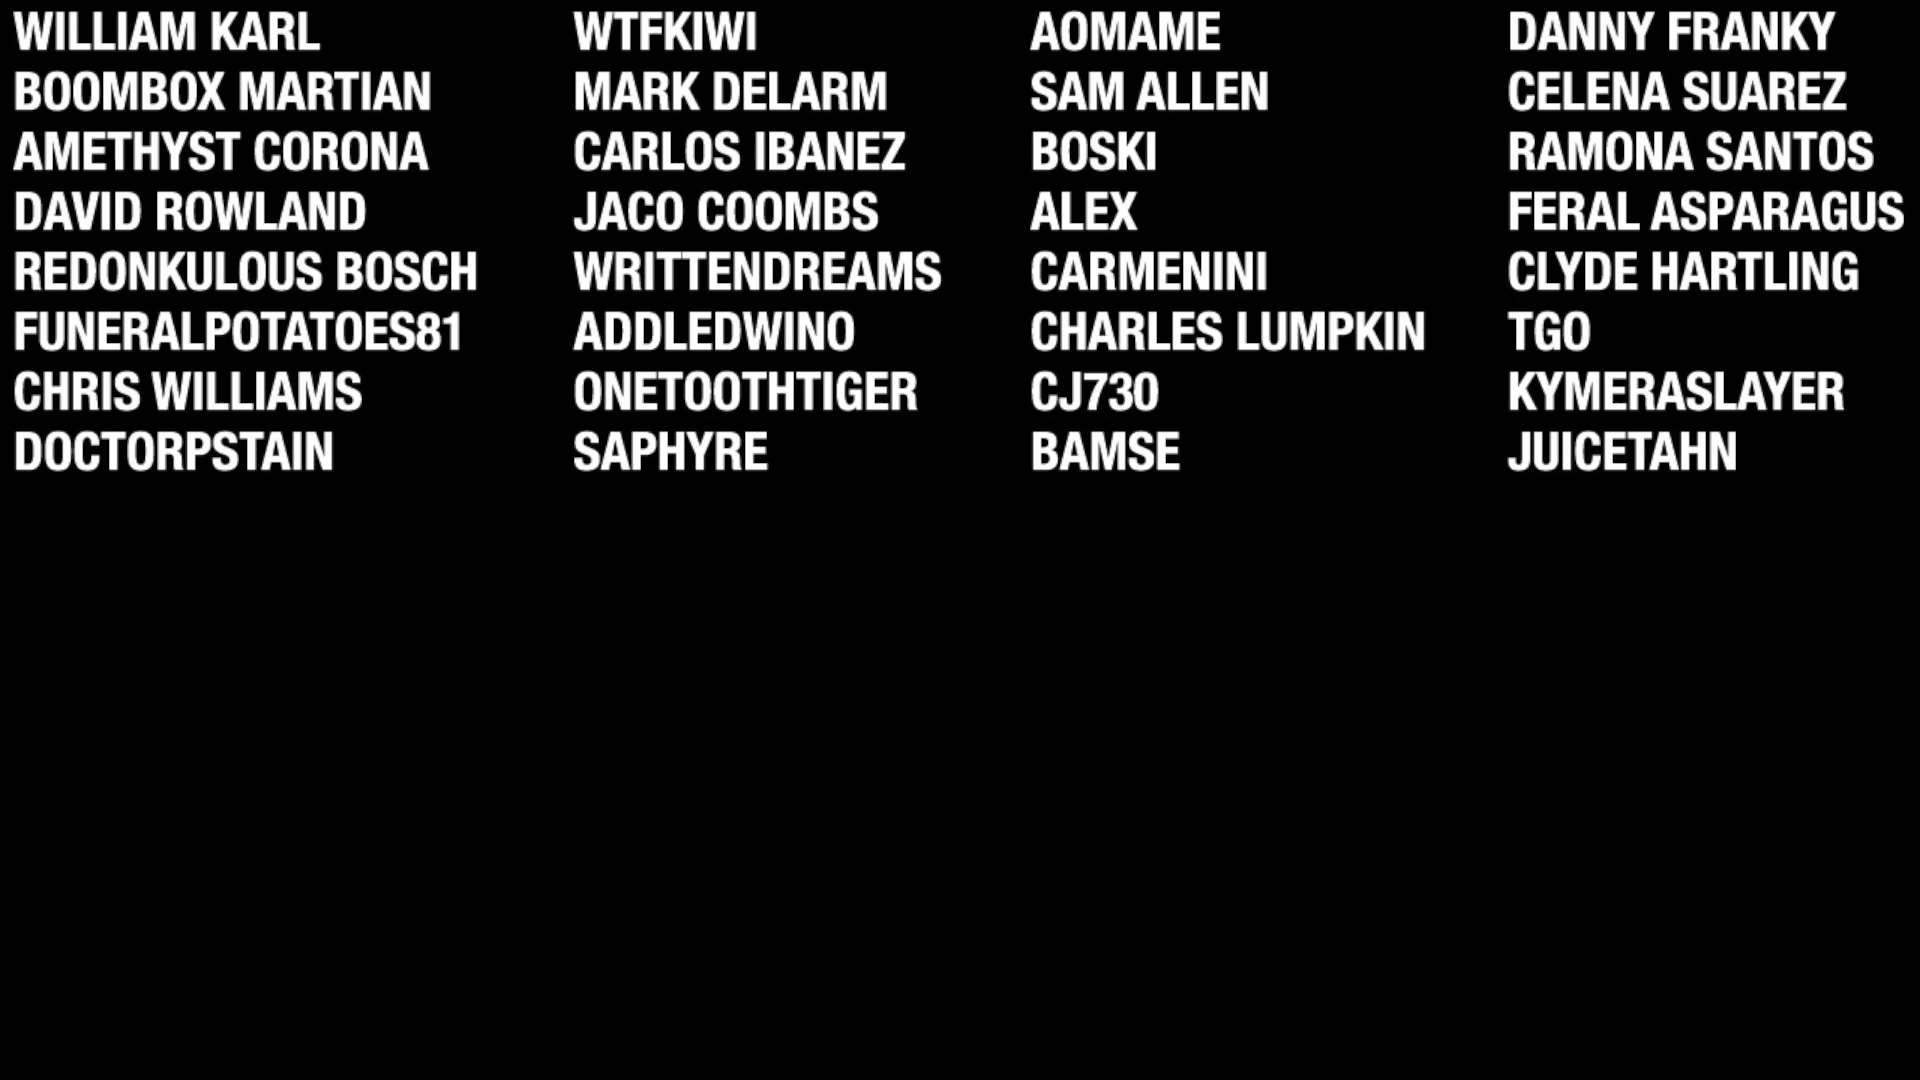 WILLIAM KARL
BOOMBOX MARTIAN
AMETHYST CORONA
DAVID ROWLAND
REDONKULOUS BOSCH
FUNERALPOTATOES81
CHRIS WILLIAMS
DOCTORPSTAIN
WTFKIWI
MARK DELARM
CARLOS IBANEZ
JACO COOMBS
WRITTENDREAMS
ADDLEDWINO
ONETOOTHTIGER
SAPHYRE
AOMAME
SAM ALLEN
BOSKI
ALEX
CARMENINI
CHARLES LUMPKIN
CJ730
BAMSE
DANNY FRANKY
CELENA SUAREZ
RAMONA SANTOS
FERAL ASPARAGUS
CLYDE HARTLING
TGO
KYMERASLAYER
JUICETAHN